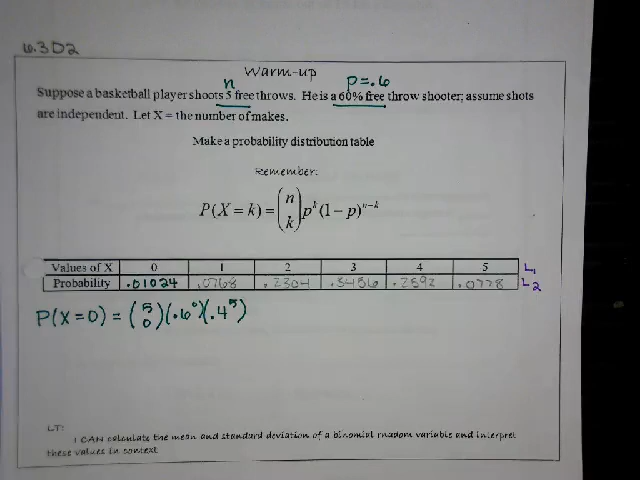 6.3D2
Warm-up
n p=.6
Suppose a basketball player shoots 5 free throws. He is a 60% free throw shooter; assume shots
are independent. Let X = the number of makes.
Make a probability distribution table
Remember:
P(X = k) = (n k) p^k (1 − p)^{n−k}
Values of X 0 1 2 3 4 5 L1
Probability .01024 .0768 .2304 .3456 .2592 .0778 L2
P(X=0) = (5 0)(.6^0)(.4^5)
LT:
I CAN calculate the mean and standard deviation of a binomial rnadom variable and interpret
these values in context